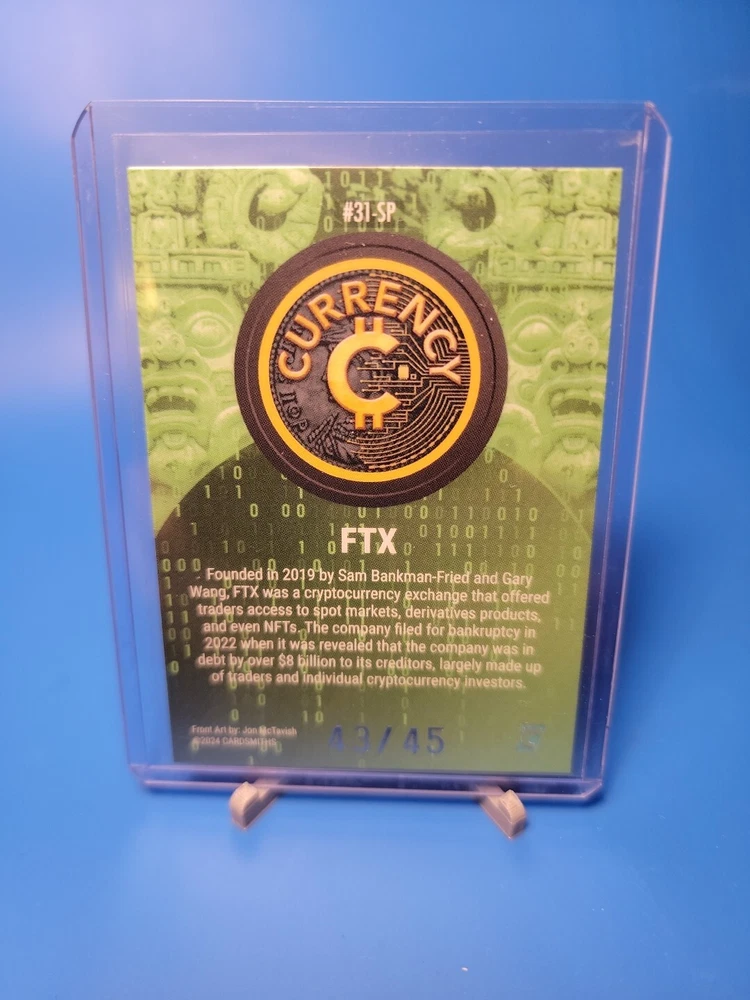 #31-SP
CURRENCY
FTX
Founded in 2019 by Sam Bankman-Fried and Gary
Wang, FTX was a cryptocurrency exchange that offered
traders access to spot markets, derivatives products,
and even NFTs. The company filed for bankruptcy in
2022 when it was revealed that the company was in
debt by over $8 billion to its creditors, largely made up
of traders and individual cryptocurrency investors.
Front Art by: Jon McTavish
©2024 CARDSMITHS
43/45